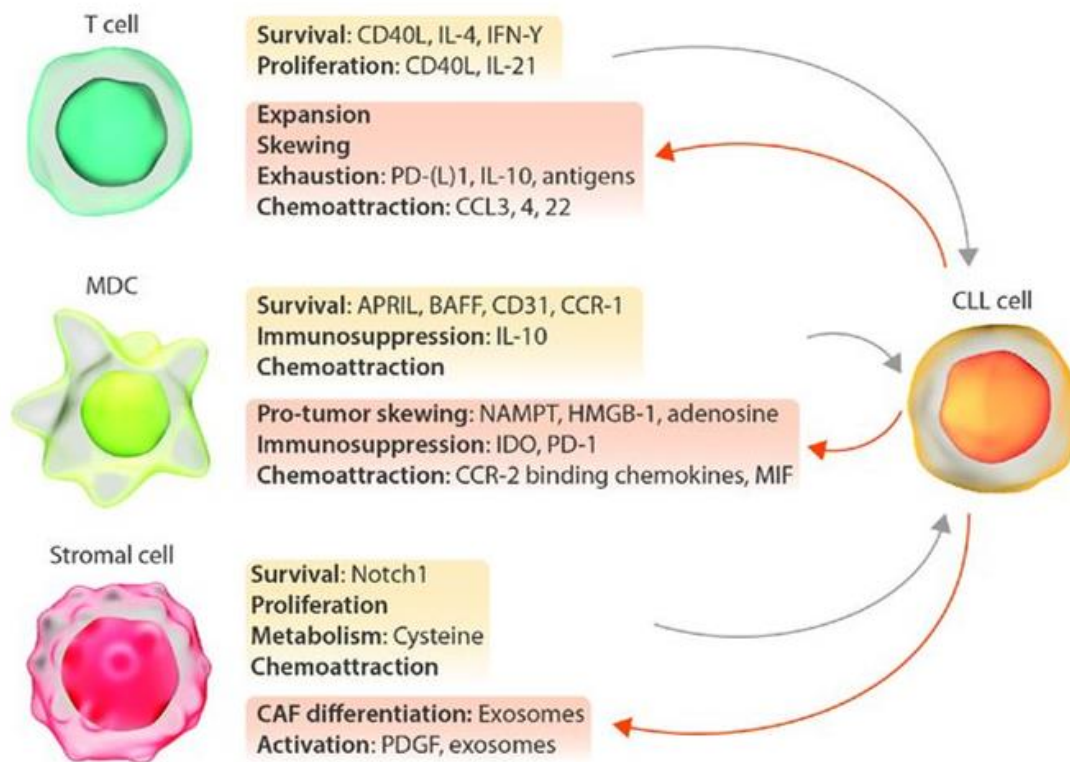 T cell
Survival: CD40L, IL-4, IFN-Y
Proliferation: CD40L, IL-21
Expansion
Skewing
Exhaustion: PD-(L)1, IL-10, antigens
Chemoattraction: CCL3, 4, 22
MDC
Survival: APRIL, BAFF, CD31, CCR-1
Immunosuppression: IL-10
Chemoattraction
CLL cell
Pro-tumor skewing: NAMPT, HMGB-1, adenosine
Immunosuppression: IDO, PD-1
Chemoattraction: CCR-2 binding chemokines, MIF
Stromal cell
Survival: Notch1
Proliferation
Metabolism: Cysteine
Chemoattraction
CAF differentiation: Exosomes
Activation: PDGF, exosomes